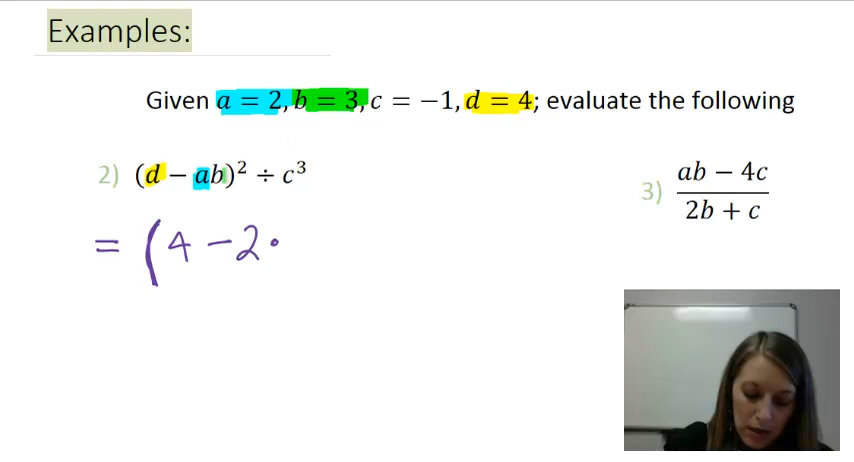 Examples:
Given a = 2, b = 3, c = −1, d = 4; evaluate the following
2) (d − ab)² ÷ c³
3) ab − 4c
2b + c
= (4 − 2 •